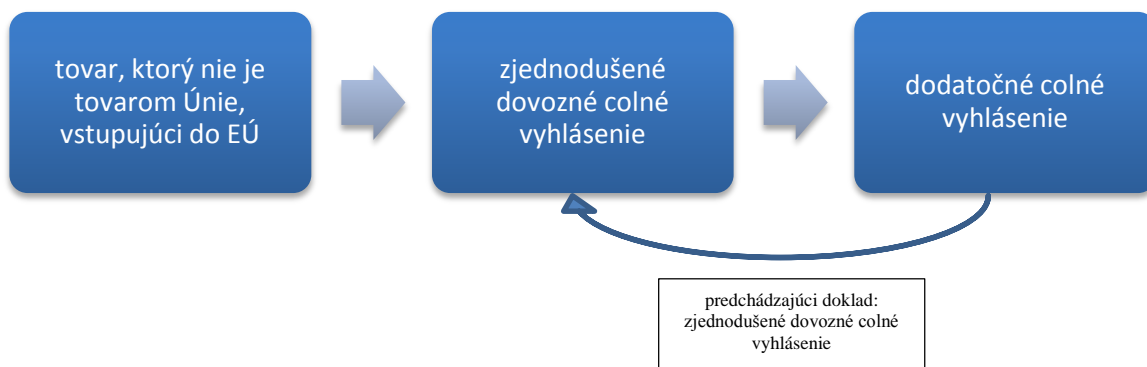 tovar, ktorý nie je
tovarom Únie,
vstupujúci do EÚ
zjednodušené
dovozné colné
vyhlásenie
dodatočné colné
vyhlásenie
predchádzajúci doklad:
zjednodušené dovozné colné
vyhlásenie